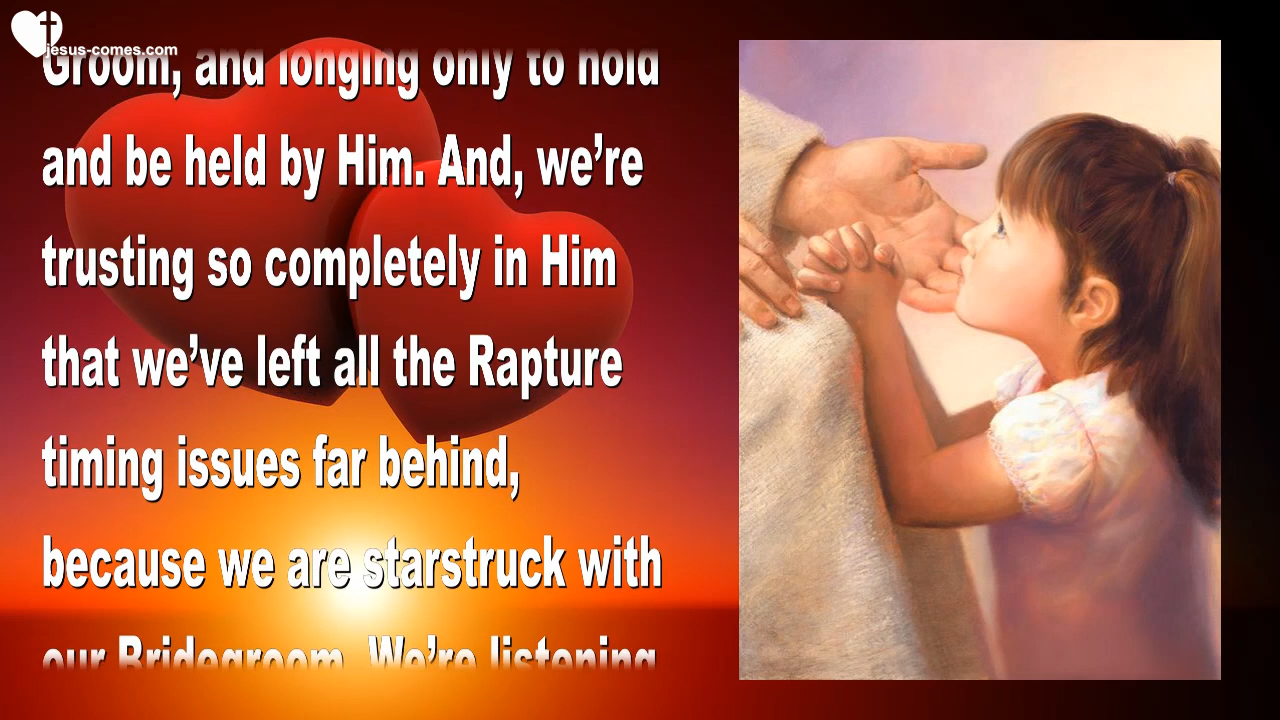 jesus-comes.com
Groom, and longing only to hold
and be held by Him. And, we’re
trusting so completely in Him
that we’ve left all the Rapture
timing issues far behind,
because we are starstruck with
our Bridegroom. We’re listening